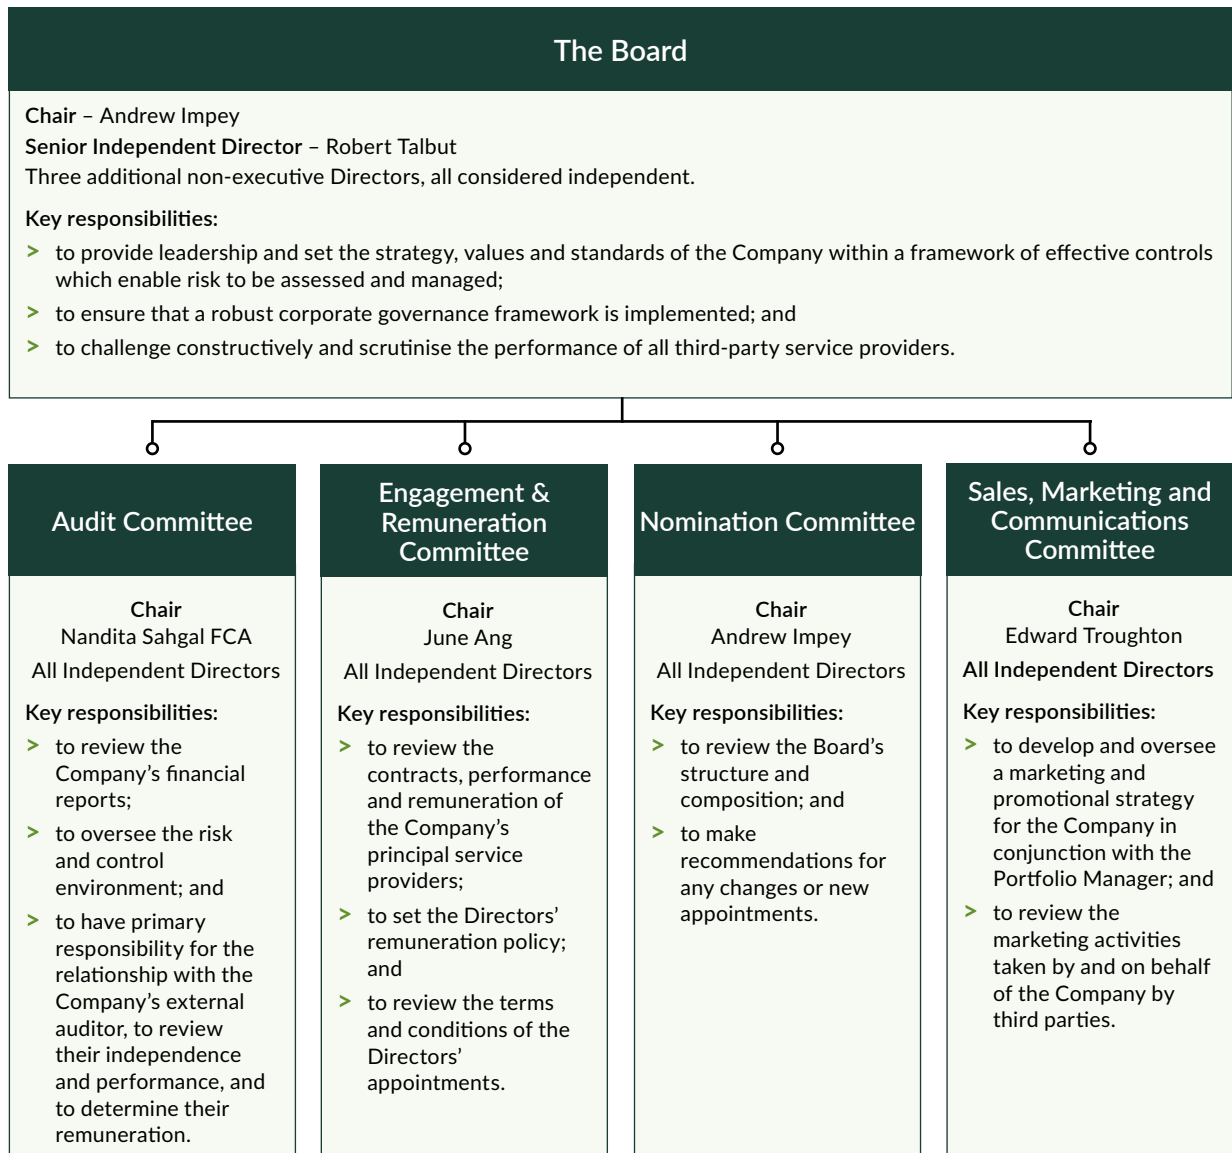 The Board
Chair – Andrew Impey
Senior Independent Director – Robert Talbut
Three additional non-executive Directors, all considered independent.
Key responsibilities:
> to provide leadership and set the strategy, values and standards of the Company within a framework of effective controls
which enable risk to be assessed and managed;
> to ensure that a robust corporate governance framework is implemented; and
> to challenge constructively and scrutinise the performance of all third-party service providers.
Audit Committee
Chair
Nandita Sahgal FCA
All Independent Directors
Key responsibilities:
> to review the
Company’s financial
reports;
> to oversee the risk
and control
environment; and
> to have primary
responsibility for the
relationship with the
Company’s external
auditor, to review
their independence
and performance, and
to determine their
remuneration.
Engagement &
Remuneration
Committee
Chair
June Ang
All Independent Directors
Key responsibilities:
> to review the
contracts, performance
and remuneration of
the Company’s
principal service
providers;
> to set the Directors’
remuneration policy;
and
> to review the terms
and conditions of the
Directors’
appointments.
Nomination Committee
Chair
Andrew Impey
All Independent Directors
Key responsibilities:
> to review the Board’s
structure and
composition; and
> to make
recommendations for
any changes or new
appointments.
Sales, Marketing and
Communications
Committee
Chair
Edward Troughton
All Independent Directors
Key responsibilities:
> to develop and oversee
a marketing and
promotional strategy
for the Company in
conjunction with the
Portfolio Manager; and
> to review the
marketing activities
taken by and on behalf
of the Company by
third parties.